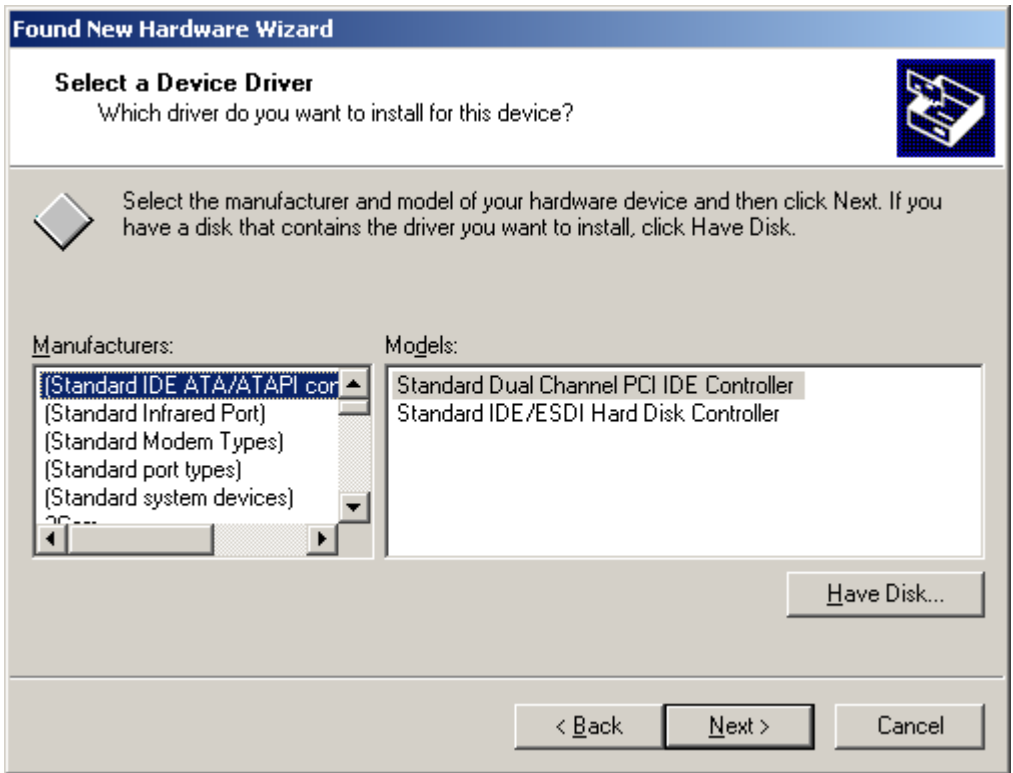 Found New Hardware Wizard
Select a Device Driver
Which driver do you want to install for this device?
Select the manufacturer and model of your hardware device and then click Next. If you
have a disk that contains the driver you want to install, click Have Disk.
Manufacturers:
(Standard IDE ATA/ATAPI con
(Standard Infrared Port)
(Standard Modem Types)
(Standard port types)
(Standard system devices)
Models:
Standard Dual Channel PCI IDE Controller
Standard IDE/ESDI Hard Disk Controller
Have Disk...
< Back
Next >
Cancel